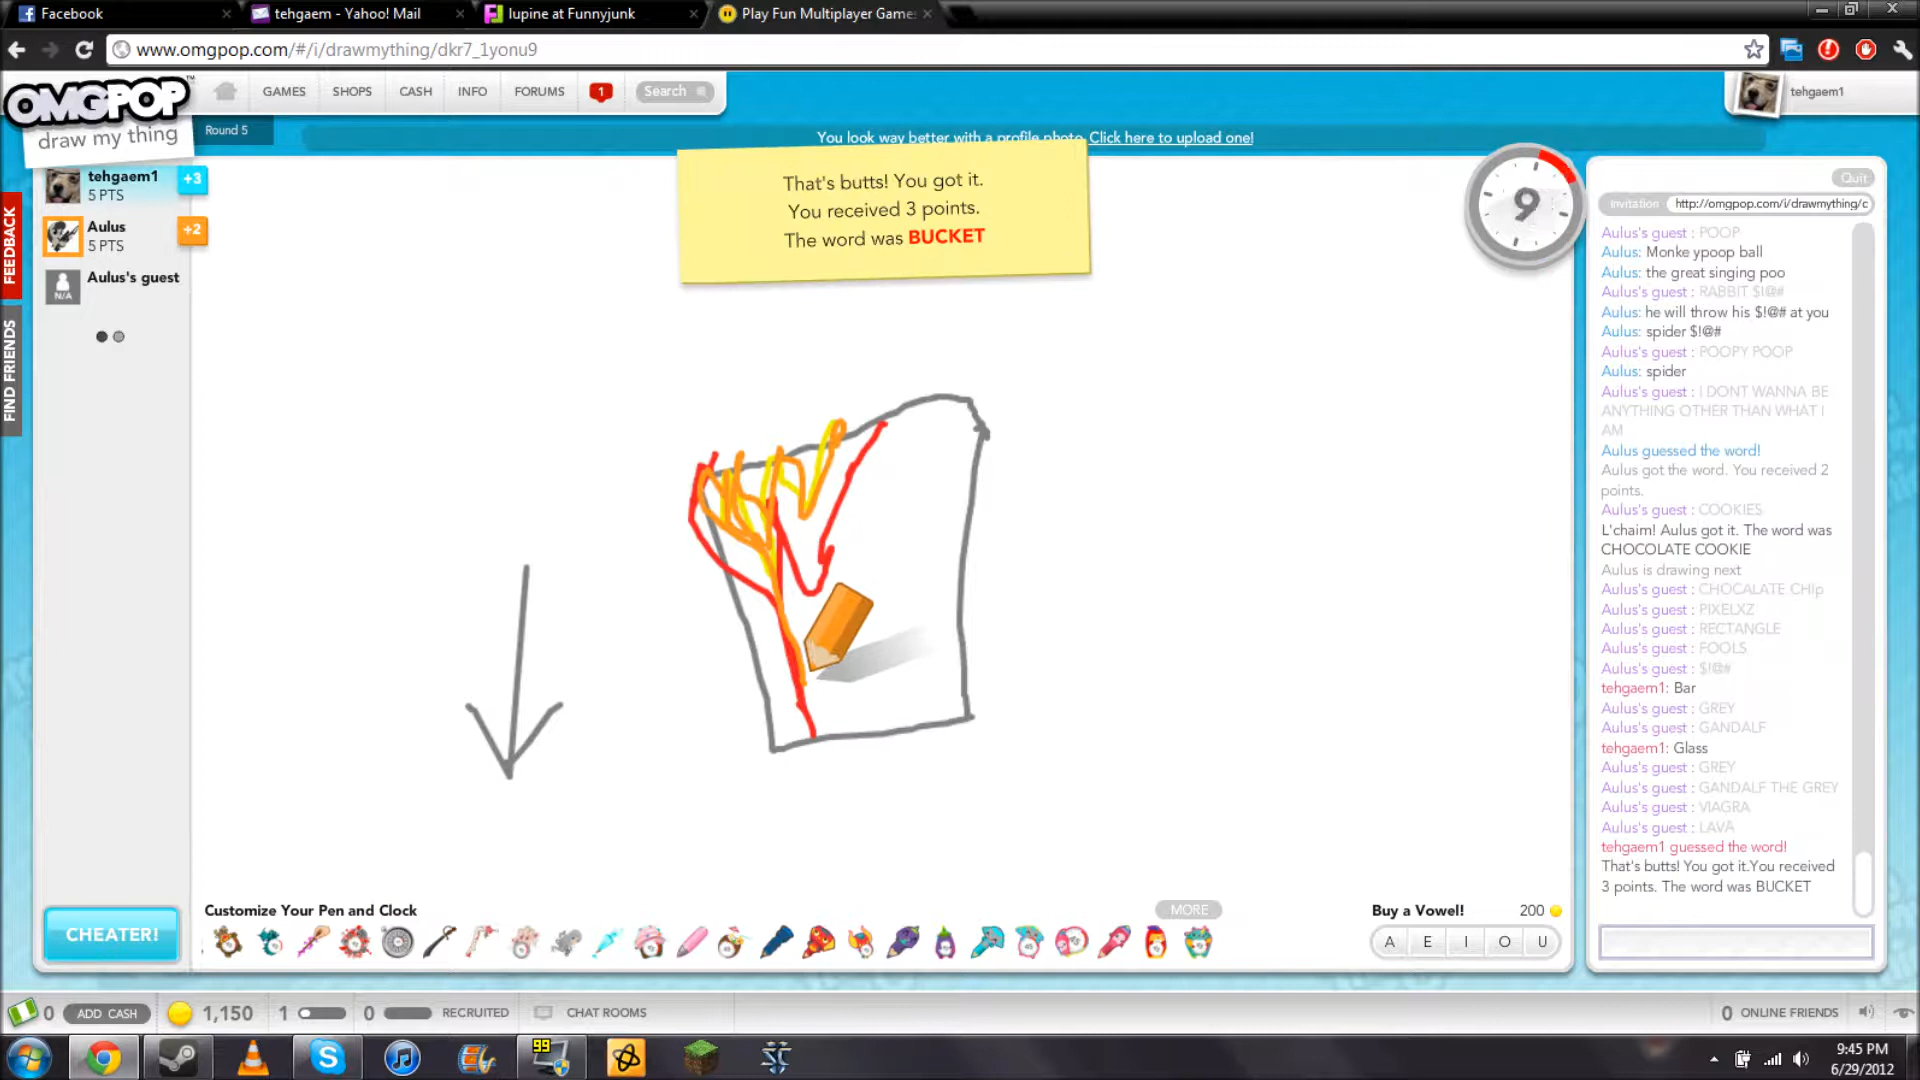 Facebook
tehgaem - Yahoo! Mail
lupine at Funnyjunk
Play Fun Multiplayer Game
www.omgpop.com/#/i/drawmything/dkr7_1yonu9
OMGPOP
draw my thing
GAMES
SHOPS
CASH
INFO
FORUMS
1
Search
tehgaem1
Round 5
You look way better with a profile photo. Click here to upload one!
FEEDBACK
FIND FRIENDS
tehgaem1
5 PTS
+3
Aulus
5 PTS
+2
Aulus's guest
N/A
That's butts! You got it.
You received 3 points.
The word was BUCKET
9
Quit
Invitation http://omgpop.com/i/drawmything/c
Aulus's guest : POOP
Aulus: Monke ypoop ball
Aulus: the great singing poo
Aulus's guest : RABBIT $!@#
Aulus: he will throw his $!@# at you
Aulus: spider $!@#
Aulus's guest : POOPY POOP
Aulus: spider
Aulus's guest : I DONT WANNA BE
ANYTHING OTHER THAN WHAT I
AM
Aulus guessed the word!
Aulus got the word. You received 2
points.
Aulus's guest : COOKIES
L'chaim! Aulus got it. The word was
CHOCOLATE COOKIE
Aulus is drawing next
Aulus's guest : CHOCALATE CHIp
Aulus's guest : PIXELXZ
Aulus's guest : RECTANGLE
Aulus's guest : FOOLS
Aulus's guest : $!@#
tehgaem1: Bar
Aulus's guest : GREY
Aulus's guest : GANDALF
tehgaem1: Glass
Aulus's guest : GREY
Aulus's guest : GANDALF THE GREY
Aulus's guest : VIAGRA
Aulus's guest : LAVA
tehgaem1 guessed the word!
That's butts! You got it.You received
3 points. The word was BUCKET
CHEATER!
Customize Your Pen and Clock
MORE
Buy a Vowel!
200
A E I O U
0
ADD CASH
1,150
1
0
RECRUITED
CHAT ROOMS
0 ONLINE FRIENDS
99
9:45 PM
6/29/2012